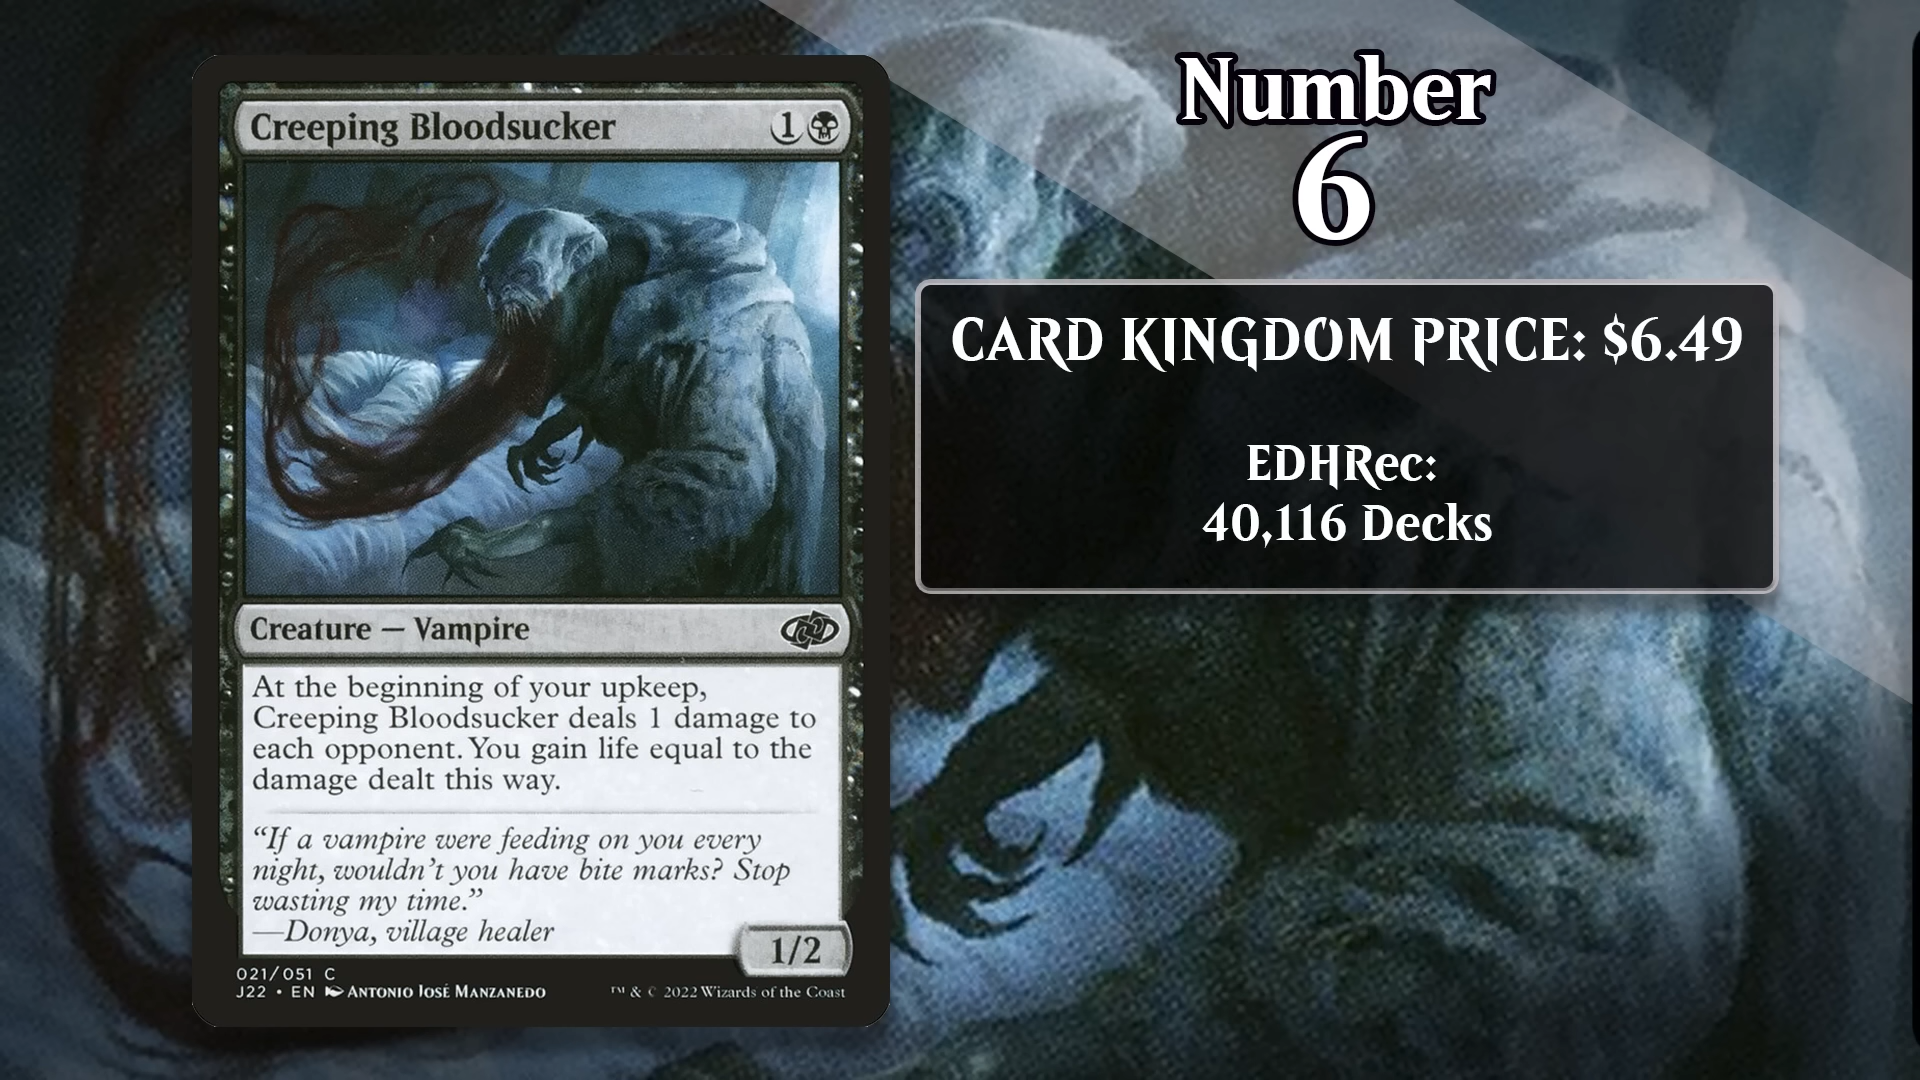 Creeping Bloodsucker 1
Creature — Vampire
At the beginning of your upkeep,
Creeping Bloodsucker deals 1 damage to
each opponent. You gain life equal to the
damage dealt this way.
“If a vampire were feeding on you every
night, wouldn’t you have bite marks? Stop
wasting my time.”
—Donya, village healer
1/2
021/051 C
J22 • EN Antonio José Manzanedo
™ & © 2022 Wizards of the Coast
Number
6
CARD KINGDOM PRICE: $6.49
EDHRec:
40,116 Decks